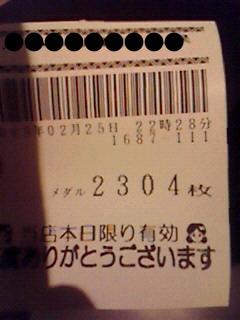 年02月25日 22時28分
1687 111
メダル 2304枚
当店本日限り有効
ありがとうございます